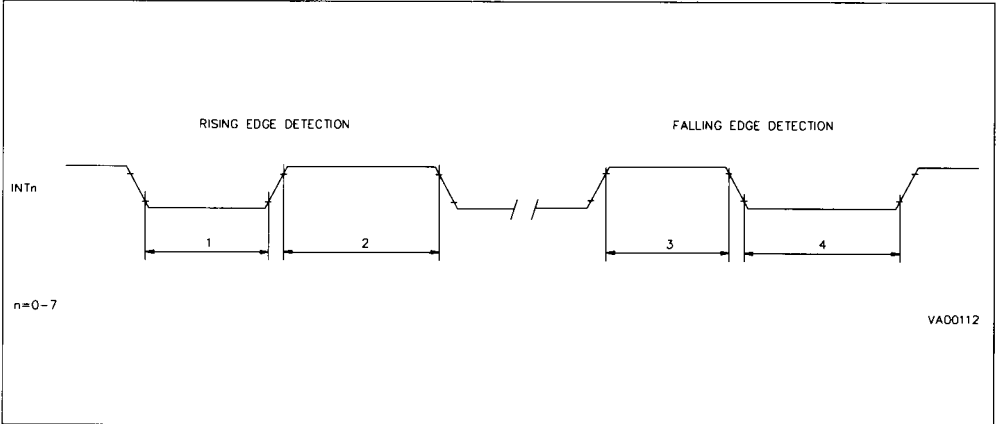 RISING EDGE DETECTION
FALLING EDGE DETECTION
INTn
1
2
3
4
n=0-7
VA00112